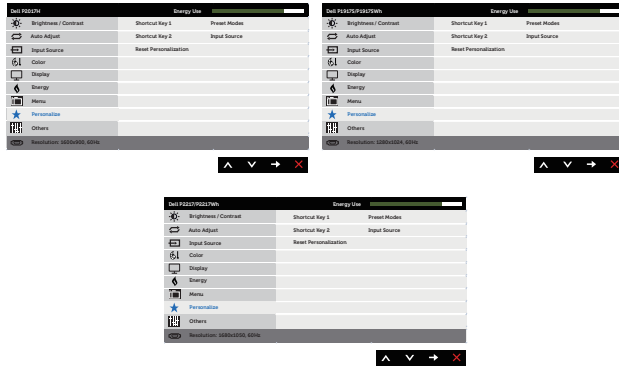 Dell P2017H Energy Use
Brightness / Contrast Shortcut Key 1 Preset Modes
Auto Adjust Shortcut Key 2 Input Source
Input Source Reset Personalization
Color
Display
Energy
Menu
Personalize
Others
Resolution: 1600x900, 60Hz
Dell P1917S/P1917SWh Energy Use
Brightness / Contrast Shortcut Key 1 Preset Modes
Auto Adjust Shortcut Key 2 Input Source
Input Source Reset Personalization
Color
Display
Energy
Menu
Personalize
Others
Resolution: 1280x1024, 60Hz
Dell P2217/P2217Wh Energy Use
Brightness / Contrast Shortcut Key 1 Preset Modes
Auto Adjust Shortcut Key 2 Input Source
Input Source Reset Personalization
Color
Display
Energy
Menu
Personalize
Others
Resolution: 1680x1050, 60Hz